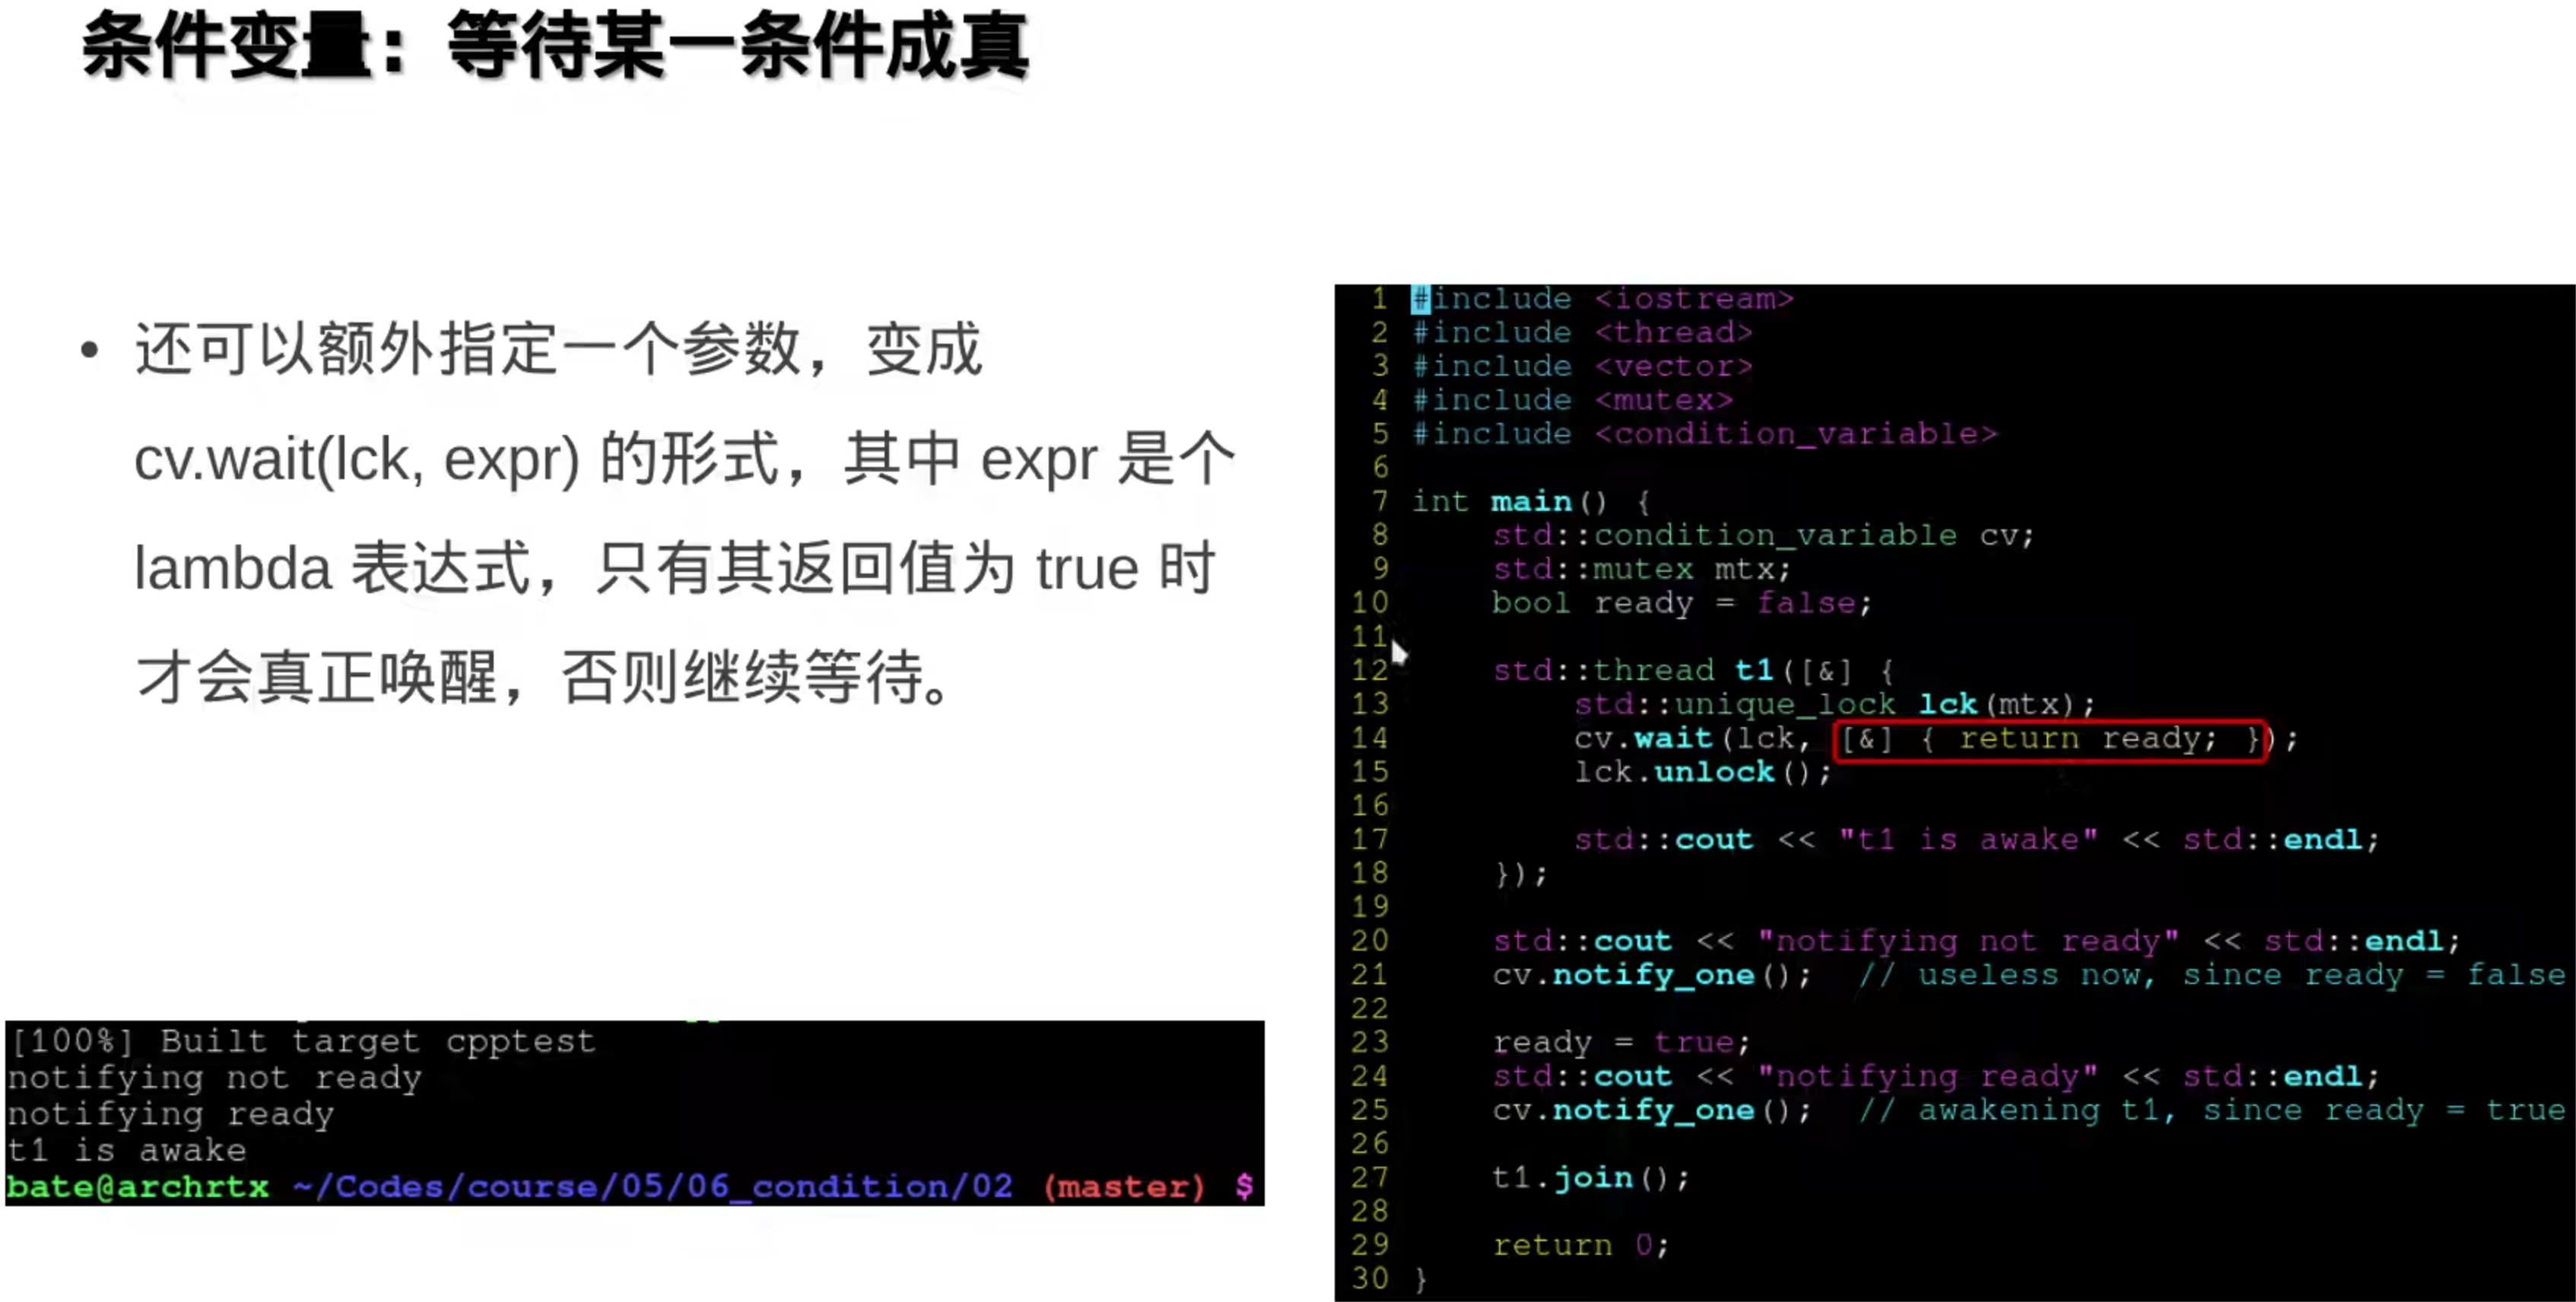 条件变量：等待某一条件成真
• 还可以额外指定一个参数，变成
cv.wait(lck, expr) 的形式，其中 expr 是个
lambda 表达式，只有其返回值为 true 时
才会真正唤醒，否则继续等待。
[100%] Built target cpptest
notifying not ready
notifying ready
t1 is awake
bate@archrtx ~/Codes/course/05/06_condition/02 (master) $
1 #include <iostream>
2 #include <thread>
3 #include <vector>
4 #include <mutex>
5 #include <condition_variable>
6
7 int main() {
8     std::condition_variable cv;
9     std::mutex mtx;
10     bool ready = false;
11
12     std::thread t1([&] {
13         std::unique_lock lck(mtx);
14         cv.wait(lck, [&] { return ready; });
15         lck.unlock();
16
17         std::cout << "t1 is awake" << std::endl;
18     });
19
20     std::cout << "notifying not ready" << std::endl;
21     cv.notify_one();  // useless now, since ready = false
22
23     ready = true;
24     std::cout << "notifying ready" << std::endl;
25     cv.notify_one();  // awakening t1, since ready = true
26
27     t1.join();
28
29     return 0;
30 }